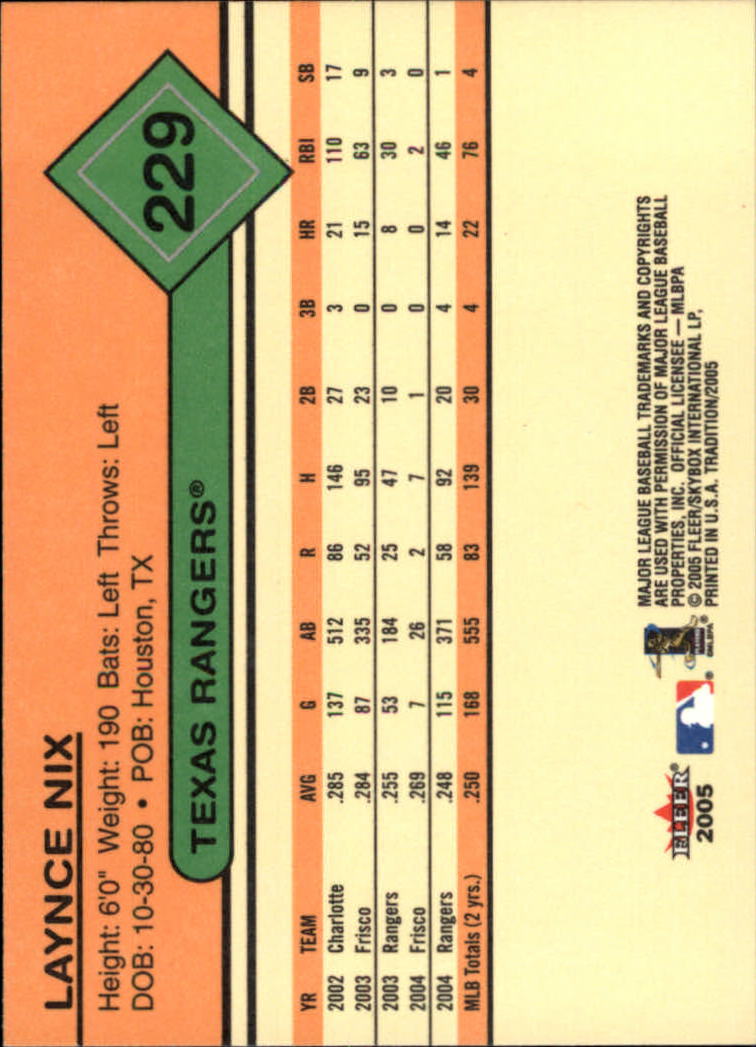 LAYNCE NIX
Height: 6'0" Weight: 190 Bats: Left Throws: Left
DOB: 10-30-80 • POB: Houston, TX
229
TEXAS RANGERS®
YR TEAM AVG G AB R H 2B 3B HR RBI SB
2002 Charlotte .285 137 512 86 146 27 3 21 110 17
2003 Frisco .284 87 335 52 95 23 0 15 63 9
2003 Rangers .255 53 184 25 47 10 0 8 30 3
2004 Frisco .269 7 26 2 7 1 0 0 2 0
2004 Rangers .248 115 371 58 92 20 4 14 46 1
MLB Totals (2 yrs.) .250 168 555 83 139 30 4 22 76 4
FLEER®
2005
®
©MLBPA
MAJOR LEAGUE BASEBALL TRADEMARKS AND COPYRIGHTS
ARE USED WITH PERMISSION OF MAJOR LEAGUE BASEBALL
PROPERTIES, INC. OFFICIAL LICENSEE — MLBPA
© 2005 FLEER/SKYBOX INTERNATIONAL LP,
PRINTED IN U.S.A. TRADITION/2005